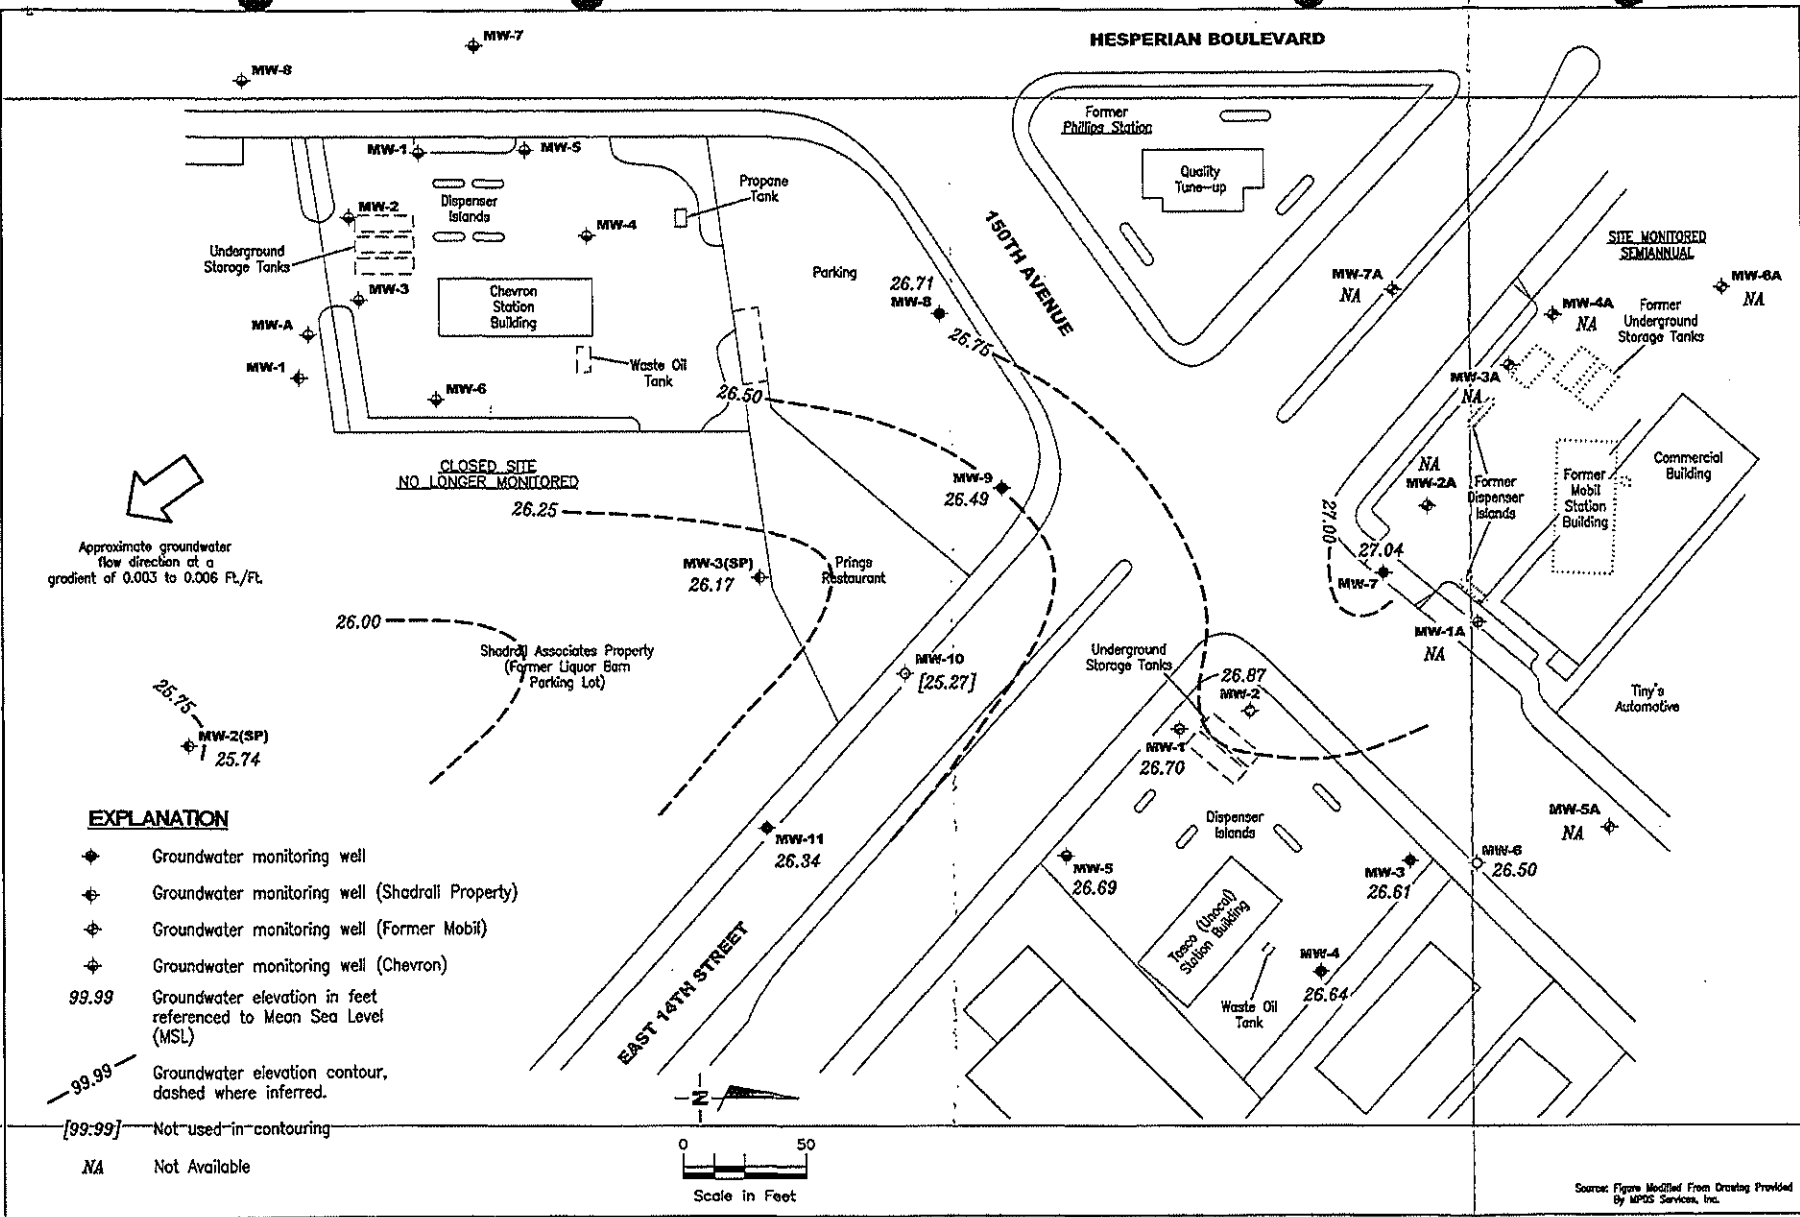 HESPERIAN BOULEVARD
MW-7
MW-8
Former
Phillips Station
Quality
Tune-up
MW-1
MW-5
Propane
Tank
Dispenser
Islands
MW-2
MW-4
Underground
Storage Tanks
MW-3
Chevron
Station
Building
MW-A
MW-1
Waste Oil
Tank
MW-6
Parking
26.71
MW-8
150TH AVENUE
26.75
26.50
SITE MONITORED
SEMIANNUAL
MW-7A
NA
MW-6A
NA
MW-4A
NA
Former
Underground
Storage Tanks
MW-3A
NA
NA
MW-2A
Former
Dispenser
Islands
Former
Mobil
Station
Building
Commercial
Building
CLOSED SITE
NO LONGER MONITORED
26.25
MW-9
26.49
27.00
27.04
MW-7
Approximate groundwater
flow direction at a
gradient of 0.003 to 0.006 Ft./Ft.
MW-3(SP)
26.17
Prings
Restaurant
26.00
Shadrall Associates Property
(Former Liquor Barn
Parking Lot)
MW-10
[25.27]
MW-1A
NA
Underground
Storage Tanks
26.87
MW-2
Tiny's
Automotive
25.75
MW-2(SP)
25.74
MW-1
26.70
MW-5A
NA
Dispenser
Islands
MW-11
26.34
MW-5
26.69
MW-3
26.61
MW-6
26.50
Tosco (Unocal)
Station Building
MW-4
26.64
Waste Oil
Tank
EAST 14TH STREET
EXPLANATION
Groundwater monitoring well
Groundwater monitoring well (Shadrall Property)
Groundwater monitoring well (Former Mobil)
Groundwater monitoring well (Chevron)
99.99 Groundwater elevation in feet
referenced to Mean Sea Level
(MSL)
99.99 Groundwater elevation contour,
dashed where inferred.
[99.99] Not used in contouring
NA Not Available
N
0 50
Scale in Feet
Source: Figure Modified From Drawing Provided
By MPDS Services, Inc.